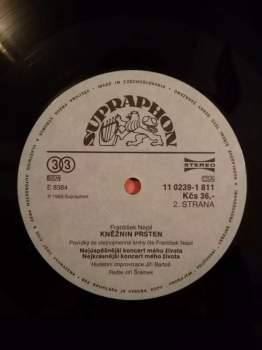 MADE IN CZECHOSLOVAKIA
SUPRAPHON
33
STEREO
E 8384
11 0239-1 811
℗ 1988 Supraphon
Kčs 36,-
2. STRANA
František Nepil
KNĚŽNIN PRSTEN
Povídky ze stejnojmenné knihy čte František Nepil
Nejúspěšnější koncert mého života
Nejkrásnější koncert mého života
Hudební improvizace Jiří Bartoš
Režie Jiří Šrámek